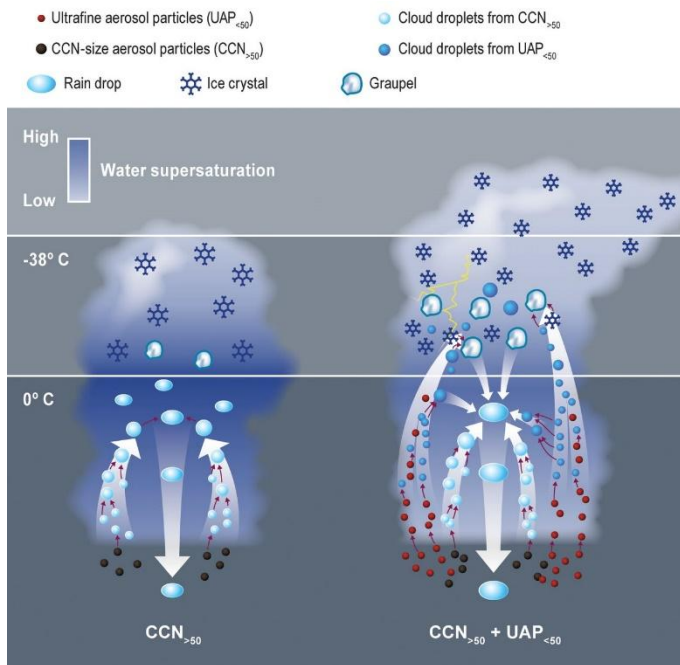 Ultrafine aerosol particles (UAP<50)
Cloud droplets from CCN>50
CCN-size aerosol particles (CCN>50)
Cloud droplets from UAP<50
Rain drop
Ice crystal
Graupel
High
Water supersaturation
Low
-38° C
0° C
CCN>50
CCN>50 + UAP<50